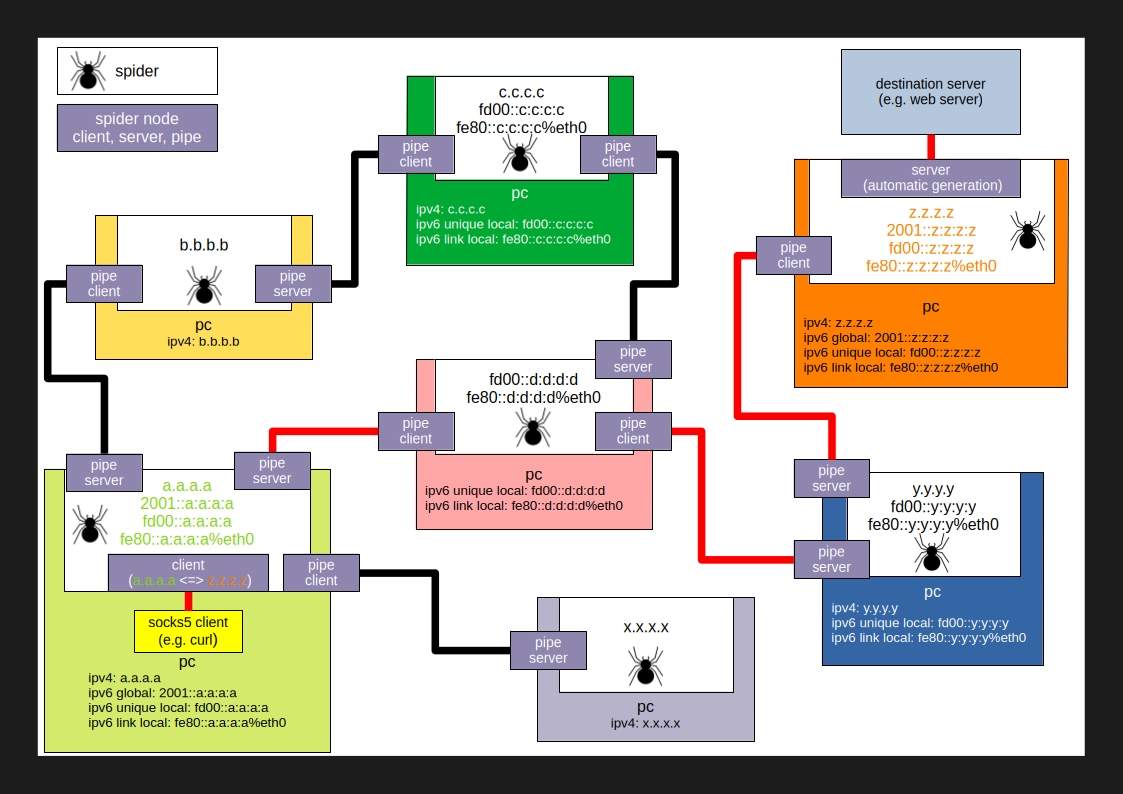 spider
spider node
client, server, pipe
c.c.c.c
fd00::c:c:c:c
fe80::c:c:c:c%eth0
pipe
client
pipe
client
pc
ipv4: c.c.c.c
ipv6 unique local: fd00::c:c:c:c
ipv6 link local: fe80::c:c:c:c%eth0
destination server
(e.g. web server)
server
(automatic generation)
z.z.z.z
2001::z:z:z:z
fd00::z:z:z:z
fe80::z:z:z:z%eth0
pipe
client
pc
ipv4: z.z.z.z
ipv6 global: 2001::z:z:z:z
ipv6 unique local: fd00::z:z:z:z
ipv6 link local: fe80::z:z:z:z%eth0
b.b.b.b
pipe
client
pipe
server
pc
ipv4: b.b.b.b
pipe
server
fd00::d:d:d:d
fe80::d:d:d:d%eth0
pipe
client
pipe
client
pc
ipv6 unique local: fd00::d:d:d:d
ipv6 link local: fe80::d:d:d:d%eth0
pipe
server
pipe
server
a.a.a.a
2001::a:a:a:a
fd00::a:a:a:a
fe80::a:a:a:a%eth0
client
(a.a.a.a <=> z.z.z.z)
pipe
client
socks5 client
(e.g. curl)
pc
ipv4: a.a.a.a
ipv6 global: 2001::a:a:a:a
ipv6 unique local: fd00::a:a:a:a
ipv6 link local: fe80::a:a:a:a%eth0
pipe
server
x.x.x.x
pc
ipv4: x.x.x.x
pipe
server
y.y.y.y
fd00::y:y:y:y
fe80::y:y:y:y%eth0
pipe
server
pc
ipv4: y.y.y.y
ipv6 unique local: fd00::y:y:y:y
ipv6 link local: fe80::y:y:y:y%eth0